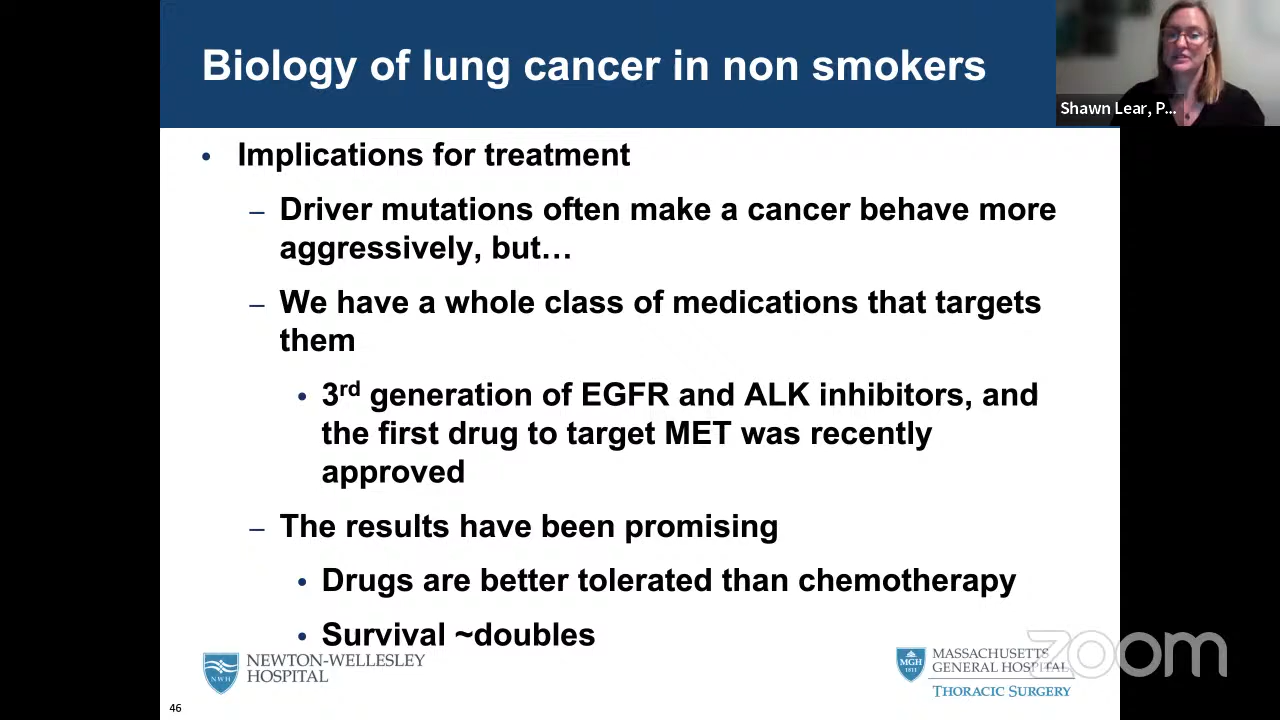 Biology of lung cancer in non smokers
Shawn Lear, P...
• Implications for treatment
– Driver mutations often make a cancer behave more
aggressively, but…
– We have a whole class of medications that targets
them
• 3rd generation of EGFR and ALK inhibitors, and
the first drug to target MET was recently
approved
– The results have been promising
• Drugs are better tolerated than chemotherapy
• Survival ~doubles
NWH
NEWTON-WELLESLEY
HOSPITAL
MGH
1811
MASSACHUSETTS
GENERAL HOSPITAL
THORACIC SURGERY
zoom
46